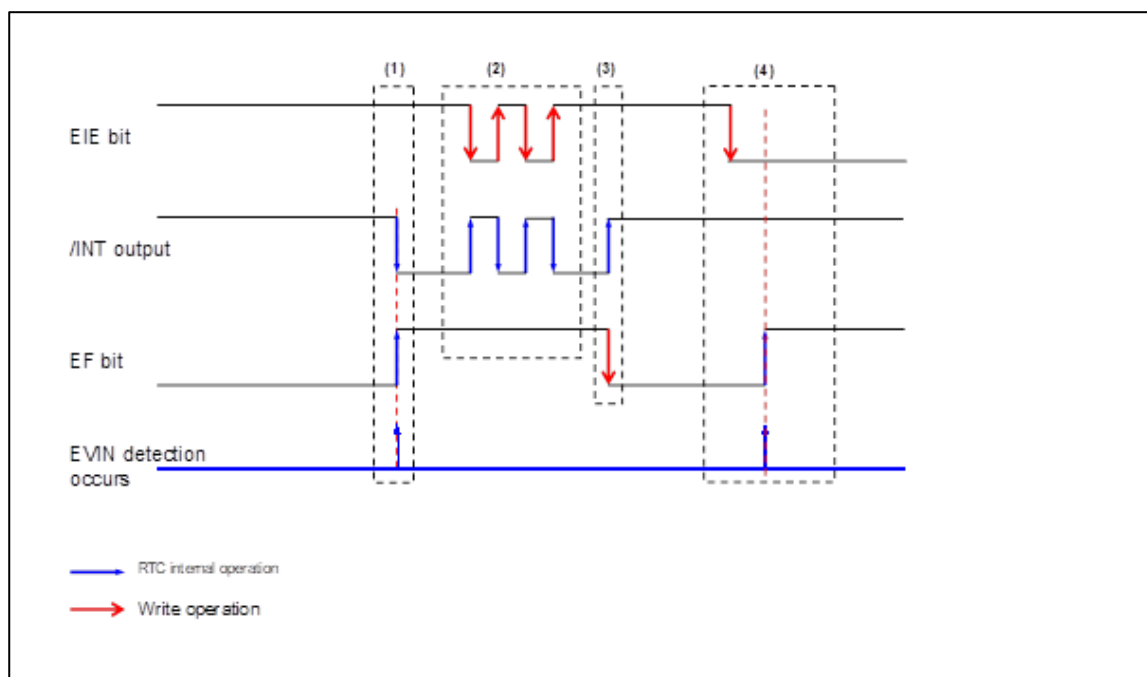 (1)
(2)
(3)
(4)
EIE bit
/INT output
EF bit
EVIN detection
occurs
RTC internal operation
Write operation